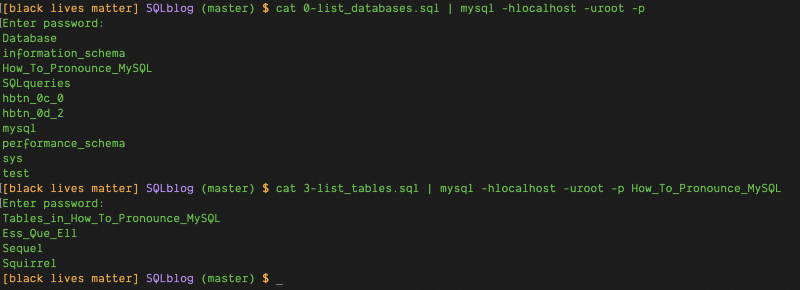 [black lives matter] SQLblog (master) $ cat 0-list_databases.sql | mysql -hlocalhost -uroot -p
Enter password:
Database
information_schema
How_To_Pronounce_MySQL
SQLqueries
hbtn_0c_0
hbtn_0d_2
mysql
performance_schema
sys
test
[black lives matter] SQLblog (master) $ cat 3-list_tables.sql | mysql -hlocalhost -uroot -p How_To_Pronounce_MySQL
Enter password:
Tables_in_How_To_Pronounce_MySQL
Ess_Que_Ell
Sequel
Squirrel
[black lives matter] SQLblog (master) $ _